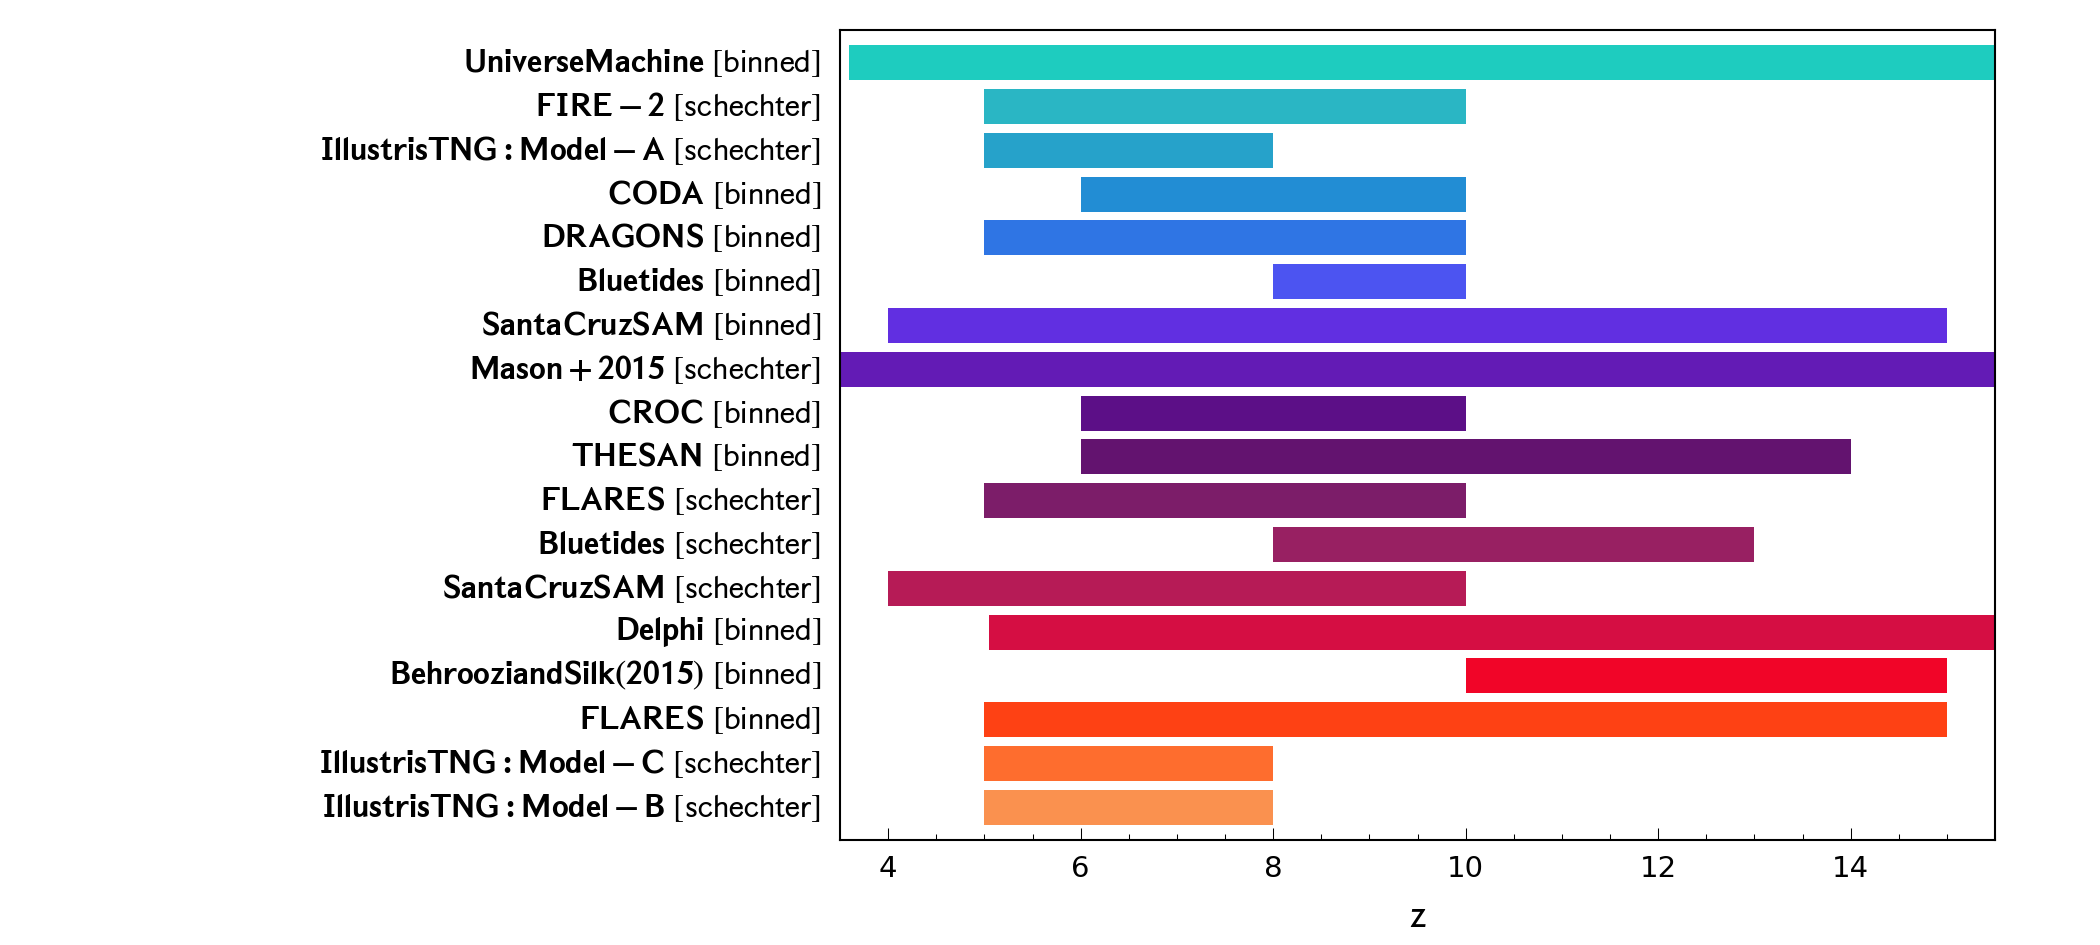 UniverseMachine [binned]
FIRE − 2 [schechter]
IllustrisTNG : Model − A [schechter]
CODA [binned]
DRAGONS [binned]
Bluetides [binned]
SantaCruzSAM [binned]
Mason + 2015 [schechter]
CROC [binned]
THESAN [binned]
FLARES [schechter]
Bluetides [schechter]
SantaCruzSAM [schechter]
Delphi [binned]
BehrooziandSilk(2015) [binned]
FLARES [binned]
IllustrisTNG : Model − C [schechter]
IllustrisTNG : Model − B [schechter]
4 6 8 10 12 14
z